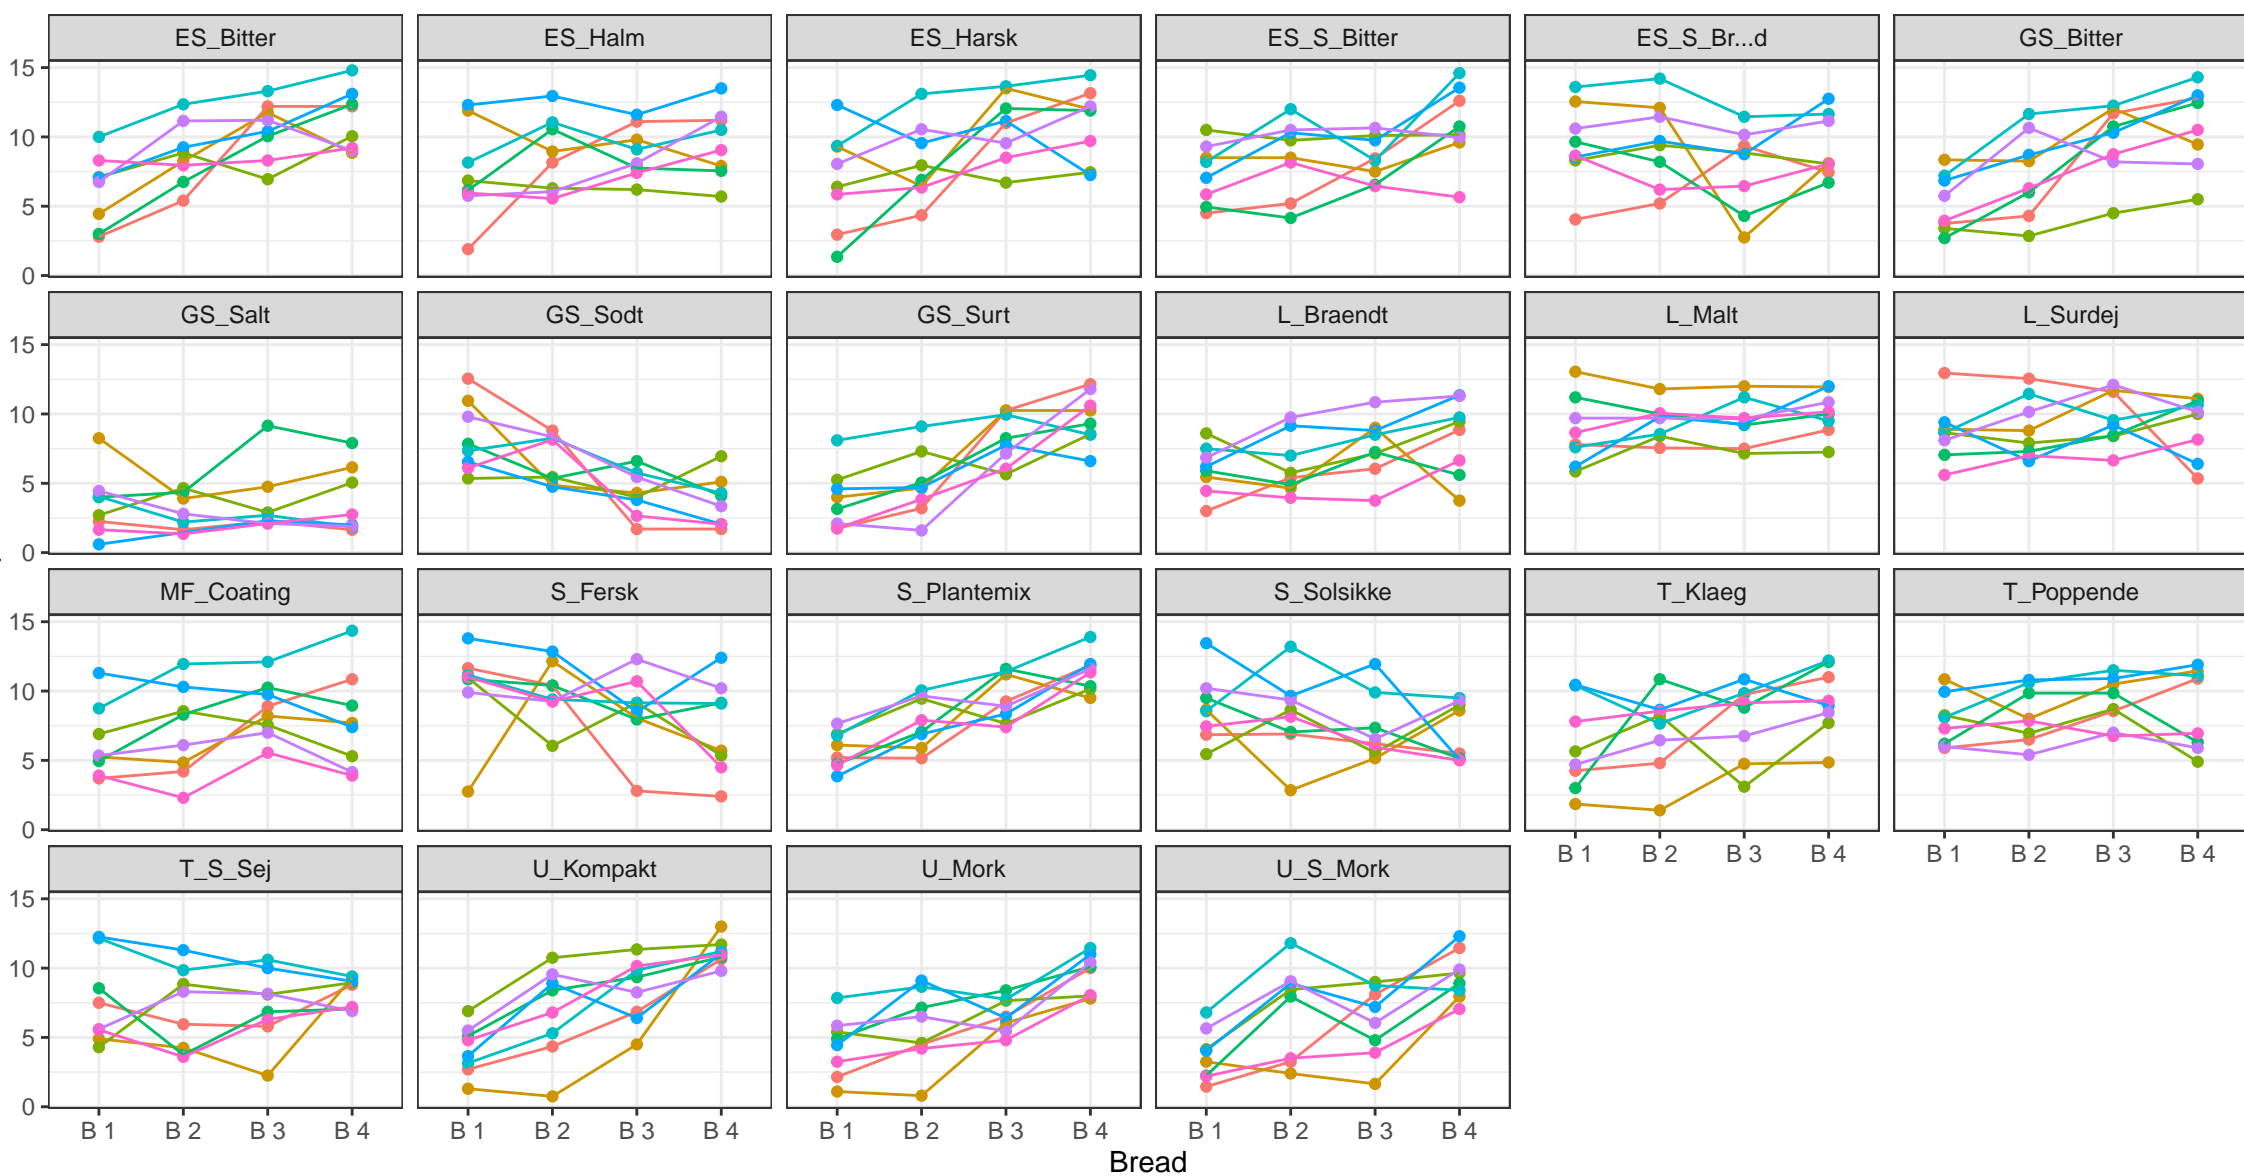 ES_Bitter ES_Halm ES_Harsk ES_S_Bitter ES_S_Br...d GS_Bitter
15
10
5
0
GS_Salt GS_Sodt GS_Surt L_Braendt L_Malt L_Surdej
15
10
5
0
MF_Coating S_Fersk S_Plantemix S_Solsikke T_Klaeg T_Poppende
15
10
5
0
B 1 B 2 B 3 B 4 B 1 B 2 B 3 B 4
T_S_Sej U_Kompakt U_Mork U_S_Mork
15
10
5
0
B 1 B 2 B 3 B 4 B 1 B 2 B 3 B 4 B 1 B 2 B 3 B 4 B 1 B 2 B 3 B 4
Bread